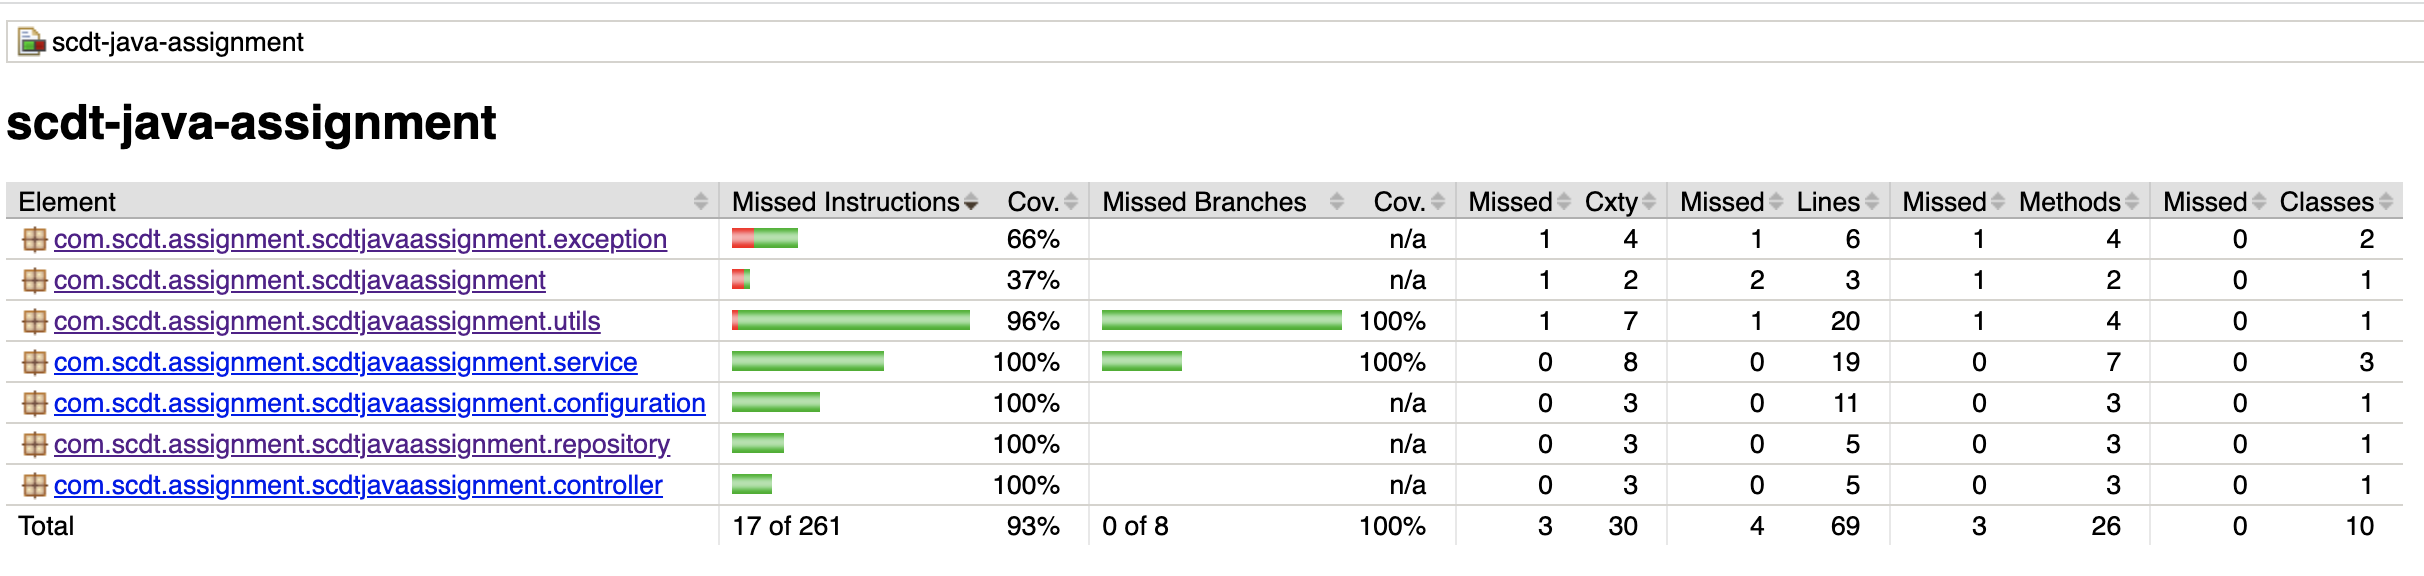 scdt-java-assignment
scdt-java-assignment
Element Missed Instructions Cov. Missed Branches Cov. Missed Cxty Missed Lines Missed Methods Missed Classes
com.scdt.assignment.scdtjavaassignment.exception 66% n/a 1 4 1 6 1 4 0 2
com.scdt.assignment.scdtjavaassignment 37% n/a 1 2 2 3 1 2 0 1
com.scdt.assignment.scdtjavaassignment.utils 96% 100% 1 7 1 20 1 4 0 1
com.scdt.assignment.scdtjavaassignment.service 100% 100% 0 8 0 19 0 7 0 3
com.scdt.assignment.scdtjavaassignment.configuration 100% n/a 0 3 0 11 0 3 0 1
com.scdt.assignment.scdtjavaassignment.repository 100% n/a 0 3 0 5 0 3 0 1
com.scdt.assignment.scdtjavaassignment.controller 100% n/a 0 3 0 5 0 3 0 1
Total 17 of 261 93% 0 of 8 100% 3 30 4 69 3 26 0 10